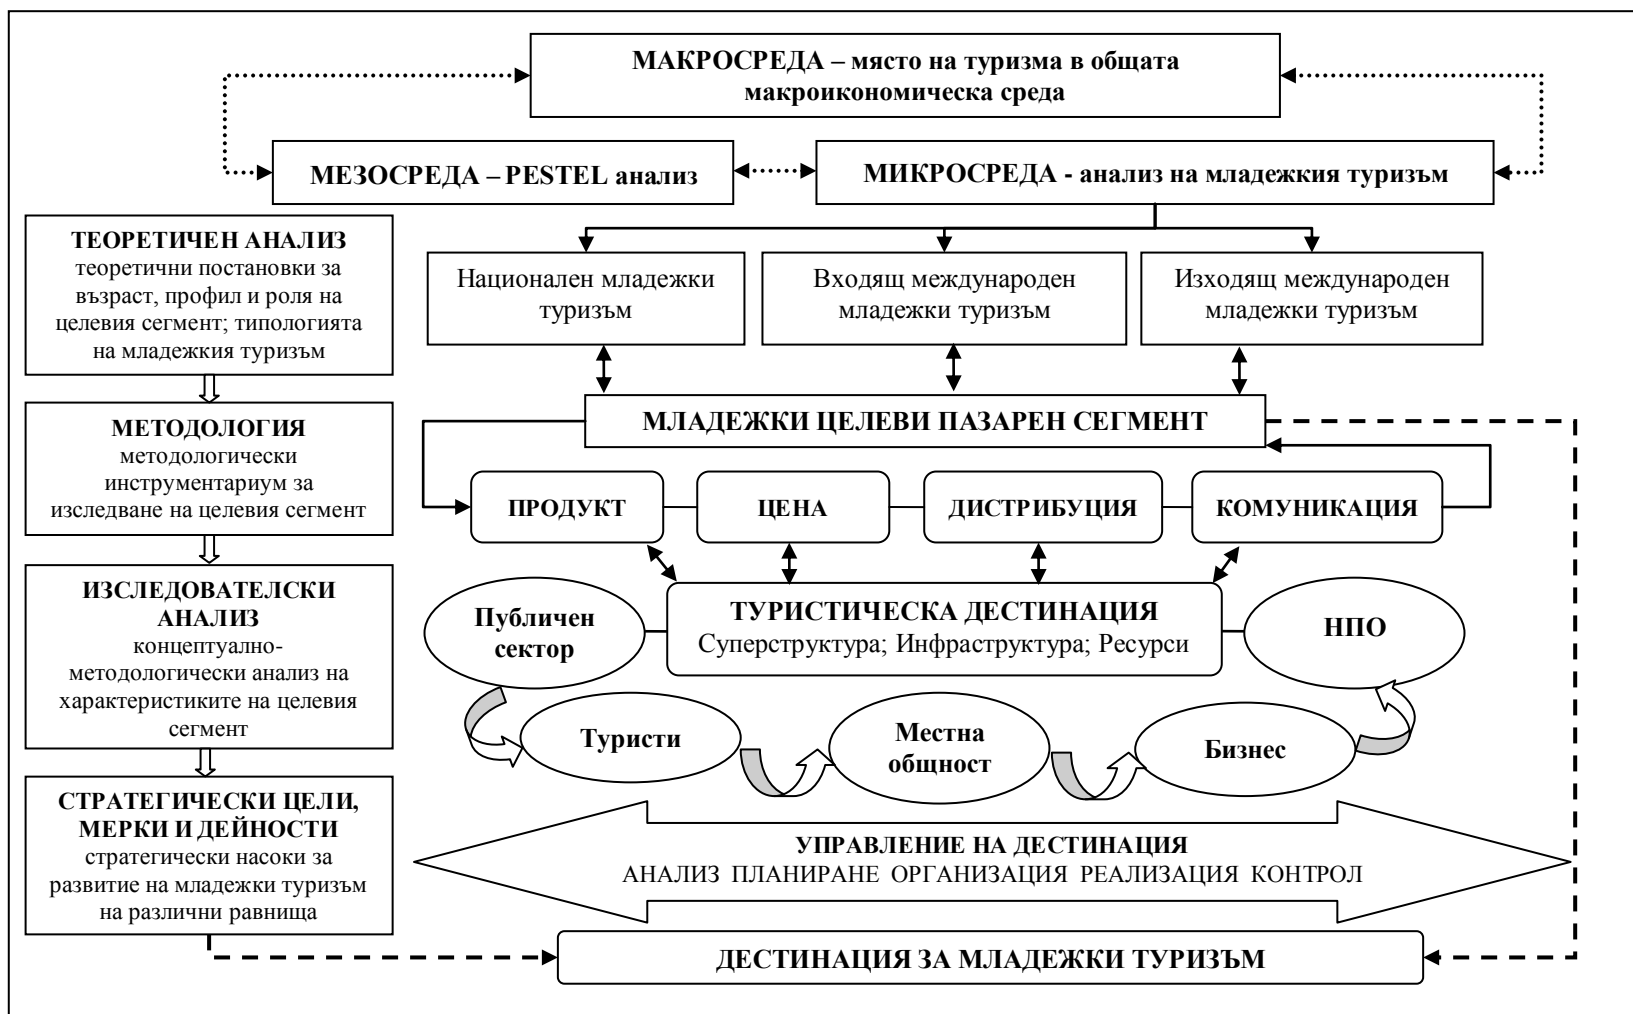 МАКРОСРЕДА – място на туризма в общата
макроикономическа среда
МЕЗОСРЕДА – PESTEL анализ
МИКРОСРЕДА - анализ на младежкия туризъм
ТЕОРЕТИЧЕН АНАЛИЗ
теоретични постановки за
възраст, профил и роля на
целевия сегмент; типологията
на младежкия туризъм
Национален младежки
туризъм
Входящ международен
младежки туризъм
Изходящ международен
младежки туризъм
МЕТОДОЛОГИЯ
методологически
инструментариум за
изследване на целевия сегмент
МЛАДЕЖКИ ЦЕЛЕВИ ПАЗАРЕН СЕГМЕНТ
ПРОДУКТ
ЦЕНА
ДИСТРИБУЦИЯ
КОМУНИКАЦИЯ
ИЗСЛЕДОВАТЕЛСКИ
АНАЛИЗ
концептуално-
методологически анализ на
характеристиките на целевия
сегмент
Публичен
сектор
ТУРИСТИЧЕСКА ДЕСТИНАЦИЯ
Суперструктура; Инфраструктура; Ресурси
НПО
Туристи
Местна
общност
Бизнес
СТРАТЕГИЧЕСКИ ЦЕЛИ,
МЕРКИ И ДЕЙНОСТИ
стратегически насоки за
развитие на младежки туризъм
на различни равнища
УПРАВЛЕНИЕ НА ДЕСТИНАЦИЯ
АНАЛИЗ ПЛАНИРАНЕ ОРГАНИЗАЦИЯ РЕАЛИЗАЦИЯ КОНТРОЛ
ДЕСТИНАЦИЯ ЗА МЛАДЕЖКИ ТУРИЗЪМ